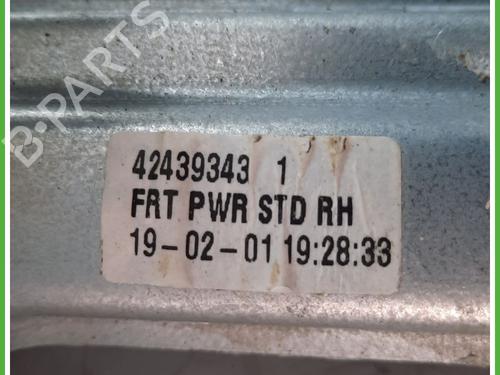 B-PARTS
42439343 1
FRT PWR STD RH
19-02-01 19:28:33